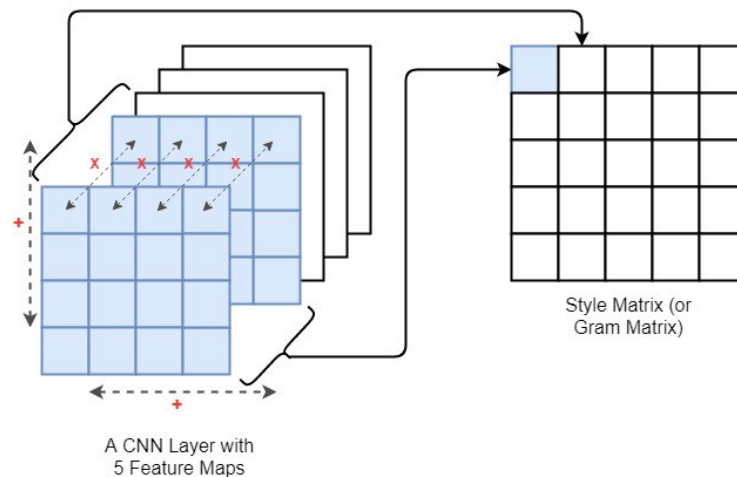 x x x x
+
+
Style Matrix (or
Gram Matrix)
A CNN Layer with
5 Feature Maps